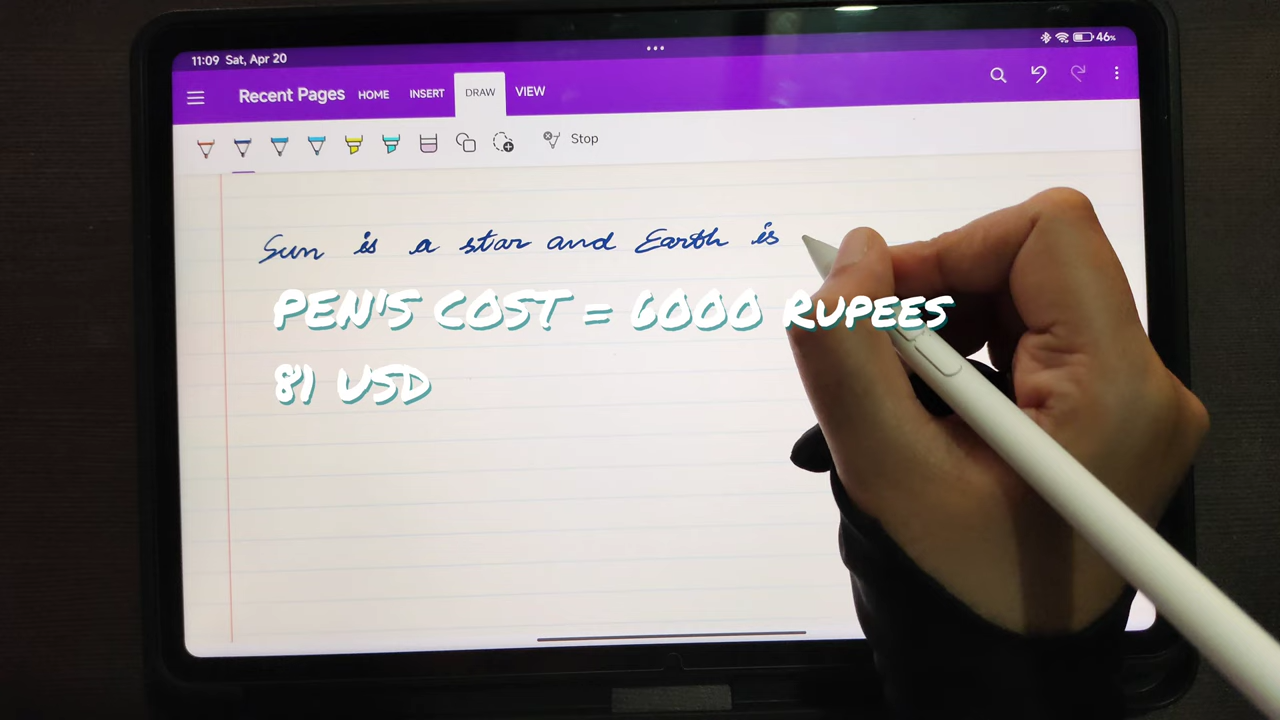 11:09 Sat, Apr 20
46%
Recent Pages HOME INSERT DRAW VIEW
Stop
Sun is a star and Earth is
PEN'S COST = 6000 RUPEES
81 USD